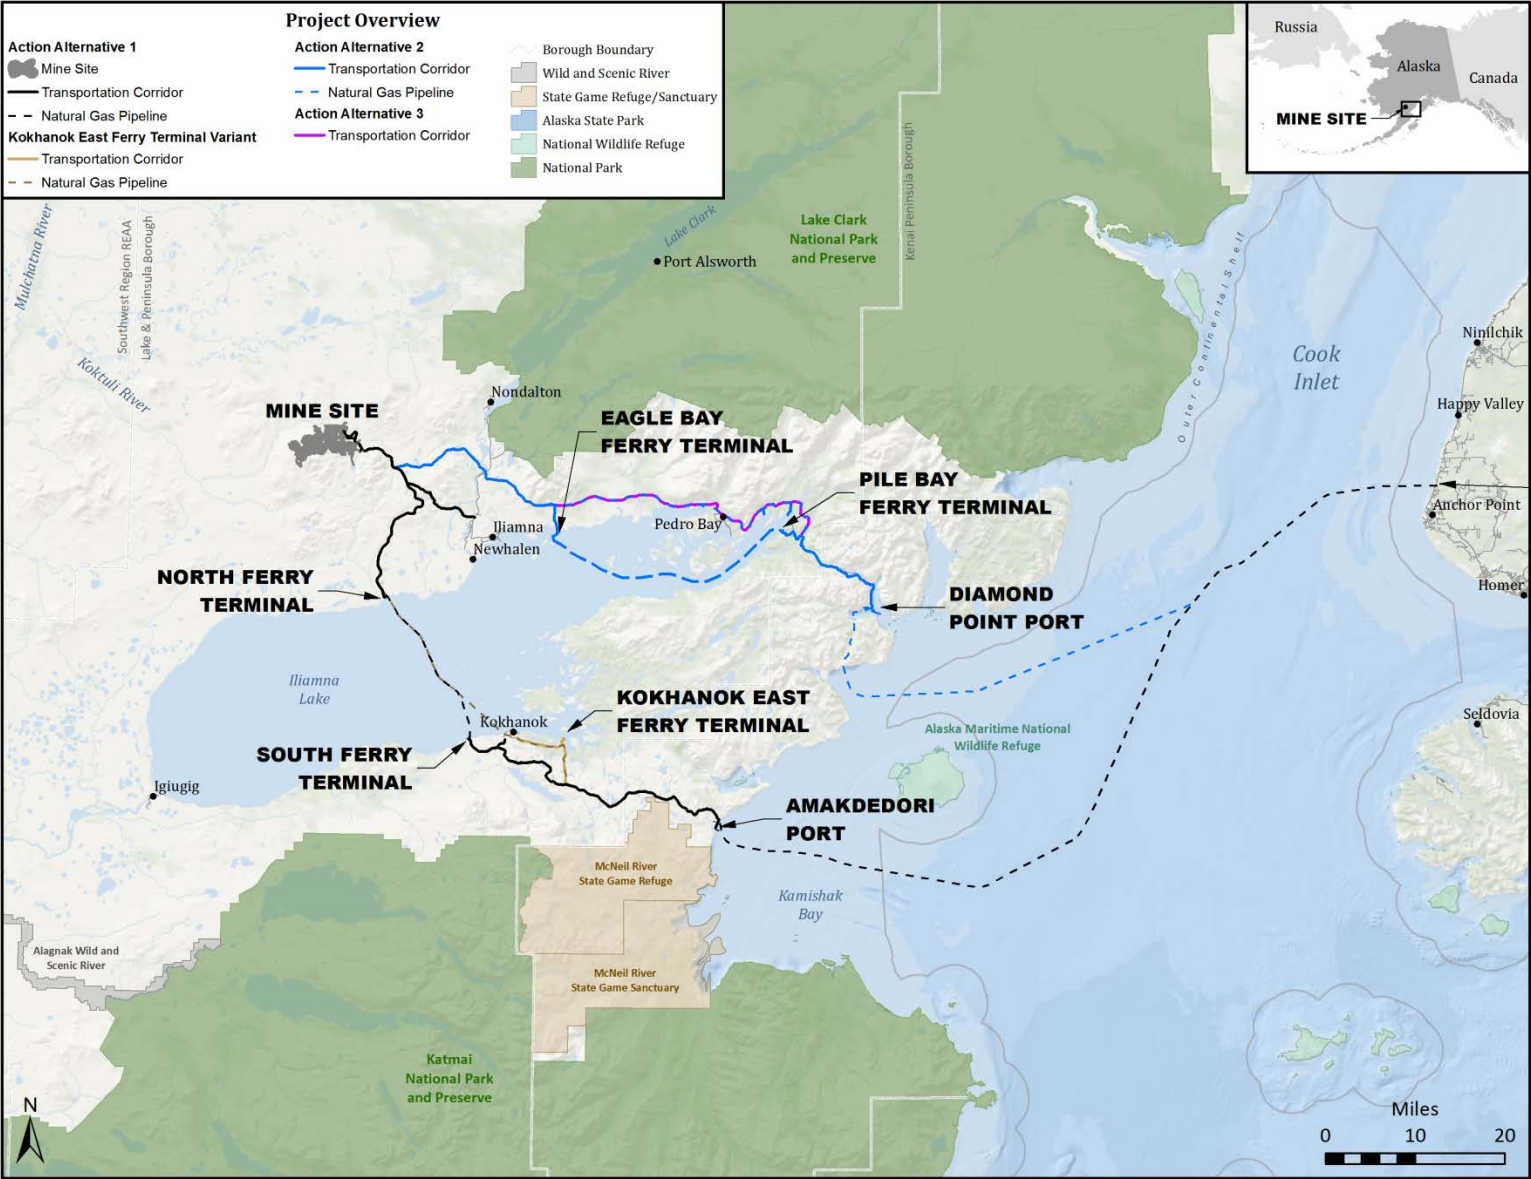 Project Overview
Action Alternative 1
Mine Site
Transportation Corridor
Natural Gas Pipeline
Kokhanok East Ferry Terminal Variant
Transportation Corridor
Natural Gas Pipeline
Action Alternative 2
Transportation Corridor
Natural Gas Pipeline
Action Alternative 3
Transportation Corridor
Borough Boundary
Wild and Scenic River
State Game Refuge/Sanctuary
Alaska State Park
National Wildlife Refuge
National Park
Russia
Alaska
Canada
MINE SITE
Mulchatna River
Southwest Region REAA
Lake & Peninsula Borough
Koktuli River
Lake Clark
Port Alsworth
Lake Clark
National Park
and Preserve
Kenai Peninsula Borough
Outer Continental Shelf
Cook
Inlet
Ninilchik
Happy Valley
Anchor Point
Homer
Seldovia
MINE SITE
Nondalton
EAGLE BAY
FERRY TERMINAL
PILE BAY
FERRY TERMINAL
Pedro Bay
Iliamna
Newhalen
NORTH FERRY
TERMINAL
DIAMOND
POINT PORT
Iliamna
Lake
KOKHANOK EAST
FERRY TERMINAL
Kokhanok
SOUTH FERRY
TERMINAL
Igiugig
Alaska Maritime National
Wildlife Refuge
AMAKDEDORI
PORT
McNeil River
State Game Refuge
Kamishak
Bay
Alagnak Wild and
Scenic River
McNeil River
State Game Sanctuary
Katmai
National Park
and Preserve
N
Miles
0 10 20